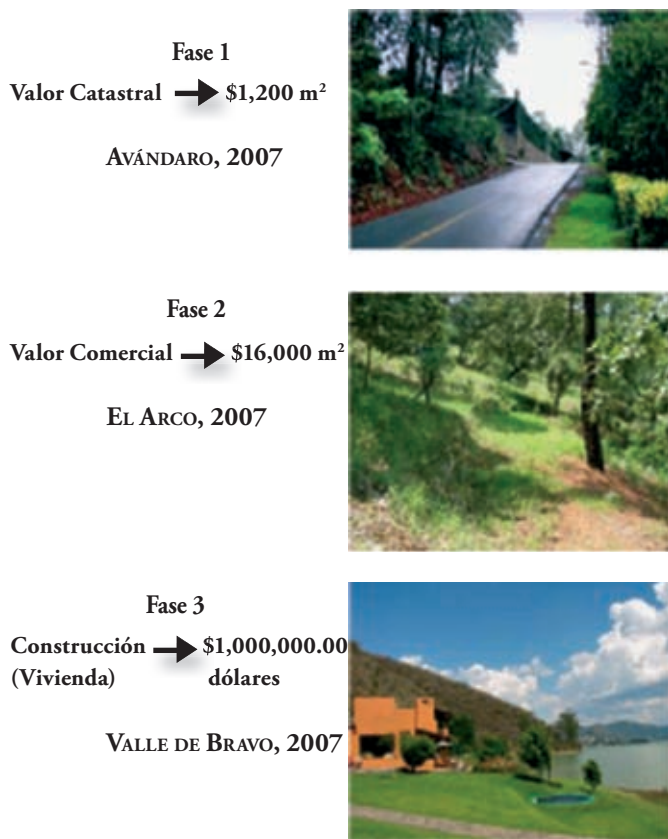 Fase 1
Valor Catastral → $1,200 m²
Avándaro, 2007
Fase 2
Valor Comercial → $16,000 m²
El Arco, 2007
Fase 3
Construcción → $1,000,000.00
(Vivienda) dólares
Valle de Bravo, 2007